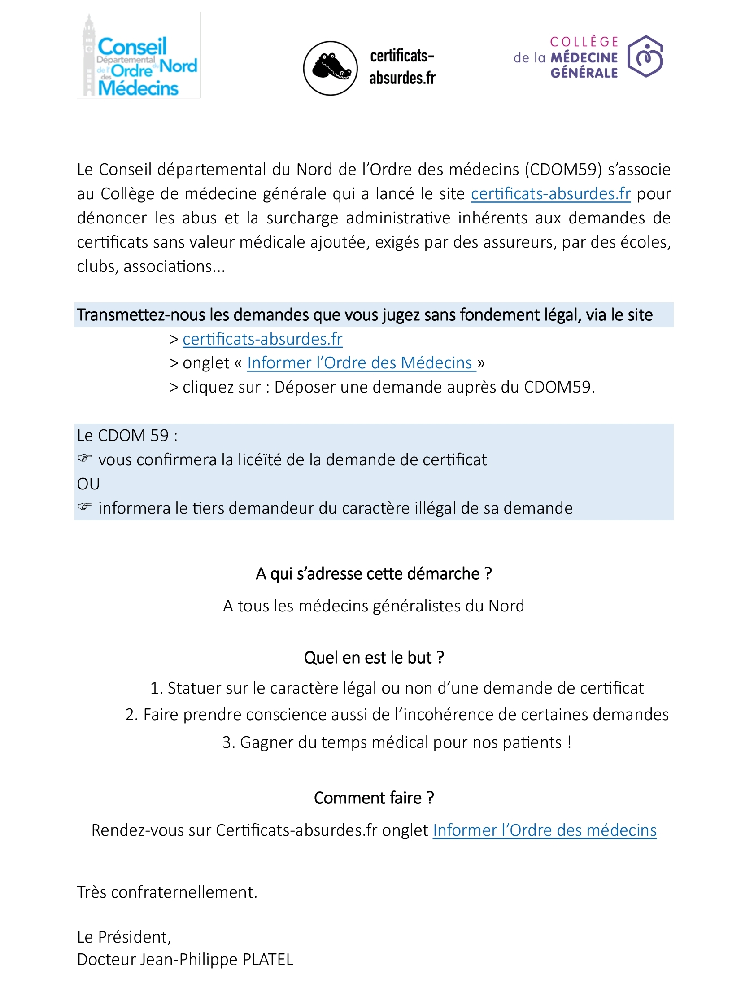 Conseil
Départemental
du Nord
de l'Ordre
des
Médecins
certificats-
absurdes.fr
COLLÈGE
de la MÉDECINE
GÉNÉRALE
Le Conseil départemental du Nord de l’Ordre des médecins (CDOM59) s’associe
au Collège de médecine générale qui a lancé le site certificats-absurdes.fr pour
dénoncer les abus et la surcharge administrative inhérents aux demandes de
certificats sans valeur médicale ajoutée, exigés par des assureurs, par des écoles,
clubs, associations...
Transmettez-nous les demandes que vous jugez sans fondement légal, via le site
> certificats-absurdes.fr
> onglet « Informer l’Ordre des Médecins »
> cliquez sur : Déposer une demande auprès du CDOM59.
Le CDOM 59 :
☞ vous confirmera la licéïté de la demande de certificat
OU
☞ informera le tiers demandeur du caractère illégal de sa demande
A qui s’adresse cette démarche ?
A tous les médecins généralistes du Nord
Quel en est le but ?
1. Statuer sur le caractère légal ou non d’une demande de certificat
2. Faire prendre conscience aussi de l’incohérence de certaines demandes
3. Gagner du temps médical pour nos patients !
Comment faire ?
Rendez-vous sur Certificats-absurdes.fr onglet Informer l’Ordre des médecins
Très confraternellement.
Le Président,
Docteur Jean-Philippe PLATEL